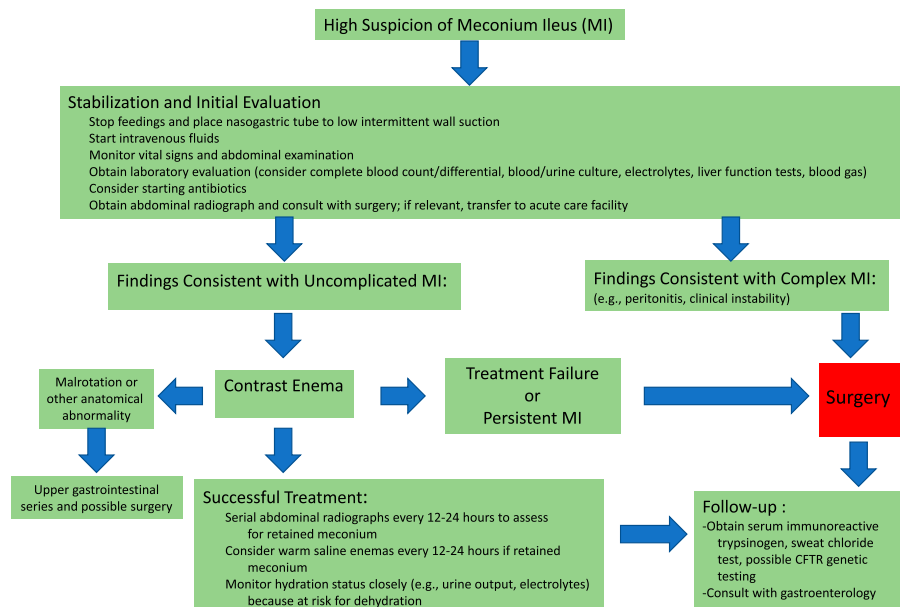 High Suspicion of Meconium Ileus (MI)
Stabilization and Initial Evaluation
Stop feedings and place nasogastric tube to low intermittent wall suction
Start intravenous fluids
Monitor vital signs and abdominal examination
Obtain laboratory evaluation (consider complete blood count/differential, blood/urine culture, electrolytes, liver function tests, blood gas)
Consider starting antibiotics
Obtain abdominal radiograph and consult with surgery; if relevant, transfer to acute care facility
Findings Consistent with Uncomplicated MI:
Findings Consistent with Complex MI:
(e.g., peritonitis, clinical instability)
Malrotation or
other anatomical
abnormality
Contrast Enema
Treatment Failure
or
Persistent MI
Surgery
Upper gastrointestinal
series and possible surgery
Successful Treatment:
Serial abdominal radiographs every 12-24 hours to assess
for retained meconium
Consider warm saline enemas every 12-24 hours if retained
meconium
Monitor hydration status closely (e.g., urine output, electrolytes)
because at risk for dehydration
Follow-up :
-Obtain serum immunoreactive
trypsinogen, sweat chloride
test, possible CFTR genetic
testing
-Consult with gastroenterology